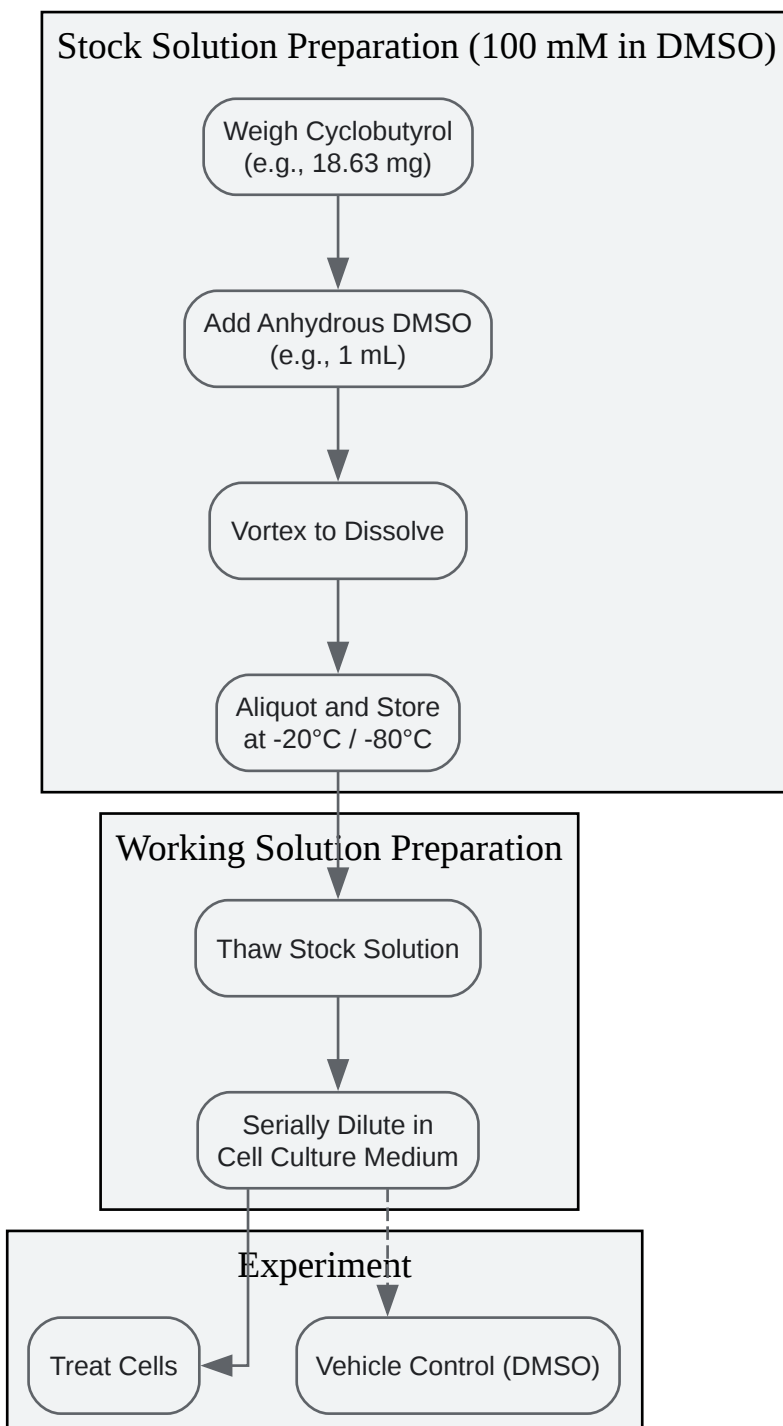 Stock Solution Preparation (100 mM in DMSO)
Weigh Cyclobutyrol
(e.g., 18.63 mg)
Add Anhydrous DMSO
(e.g., 1 mL)
Vortex to Dissolve
Aliquot and Store
at -20°C / -80°C
Working Solution Preparation
Thaw Stock Solution
Serially Dilute in
Cell Culture Medium
Experiment
Treat Cells
Vehicle Control (DMSO)